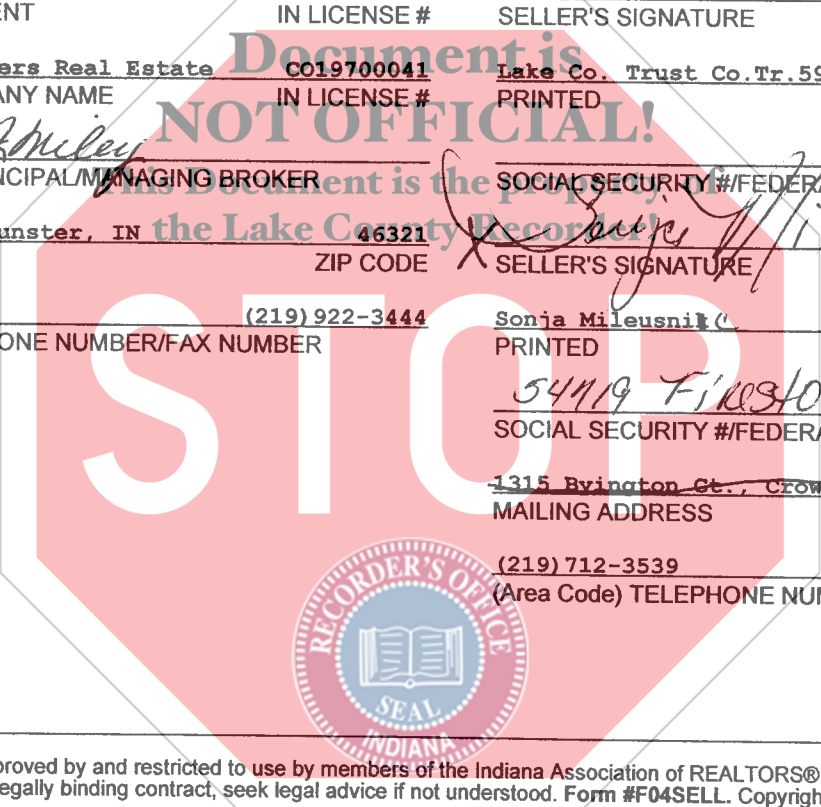 ENT IN LICENSE # SELLER'S SIGNATURE
Document is
ers Real Estate CO19700041 Lake Co. Trust Co.Tr.59
ANY NAME IN LICENSE # PRINTED
NOT OFFICIAL!
NCIPAL/MANAGING BROKER SOCIAL SECURITY #/FEDERA
This Document is the property of
the Lake County Recorder!
unster, IN 46321
ZIP CODE X SELLER'S SIGNATURE
(219)922-3444 Sonja Mileusnic
ONE NUMBER/FAX NUMBER PRINTED
STOP
SOCIAL SECURITY #/FEDERA
1315 Byington Ct., Crow
MAILING ADDRESS
(219)712-3539
(Area Code) TELEPHONE NUM
RECORDER'S OFFICE
SEAL
INDIANA
proved by and restricted to use by members of the Indiana Association of REALTORS®
egally binding contract, seek legal advice if not understood. Form #F04SELL. Copyrigh